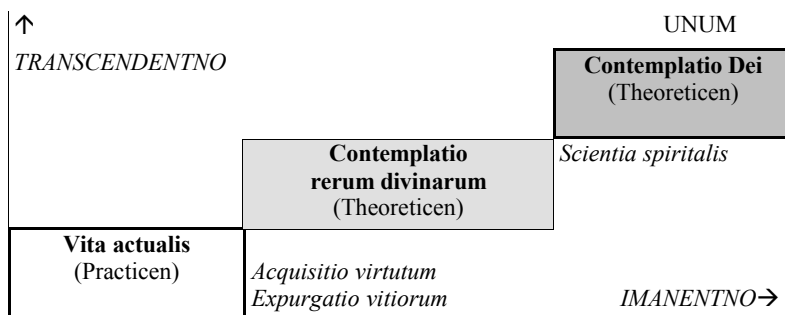 ↑
UNUM
TRANSCENDENTNO
Contemplatio Dei
(Theoreticen)
Contemplatio
rerum divinarum
(Theoreticen)
Scientia spiritalis
Vita actualis
(Practicen)
Acquisitio virtutum
Expurgatio vitiorum
IMANENTNO→